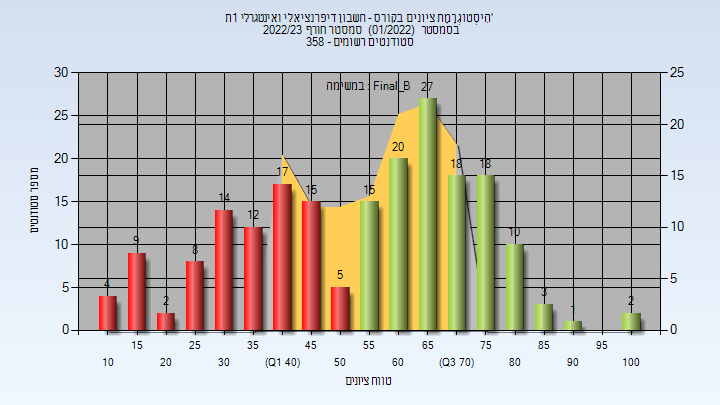 היסטוגרמת ציונים בקורס - חשבון דיפרנציאלי ואינטגרלי 1ת'
בסמסטר (01/2022) סמסטר חורף 2022/23
סטודנטים רשומים - 358
במשימה : Final_B
מספר סטודנטים
30 25 20 15 10 5 0
25 20 15 10 5 0
4 9 2 8 14 12 17 15 5 15 20 27 18 18 10 3 1 2
15 25 35 45 55 65 75 85 95
10 20 30 (Q1 40) 50 60 (Q3 70) 80 90 100
טווח ציונים